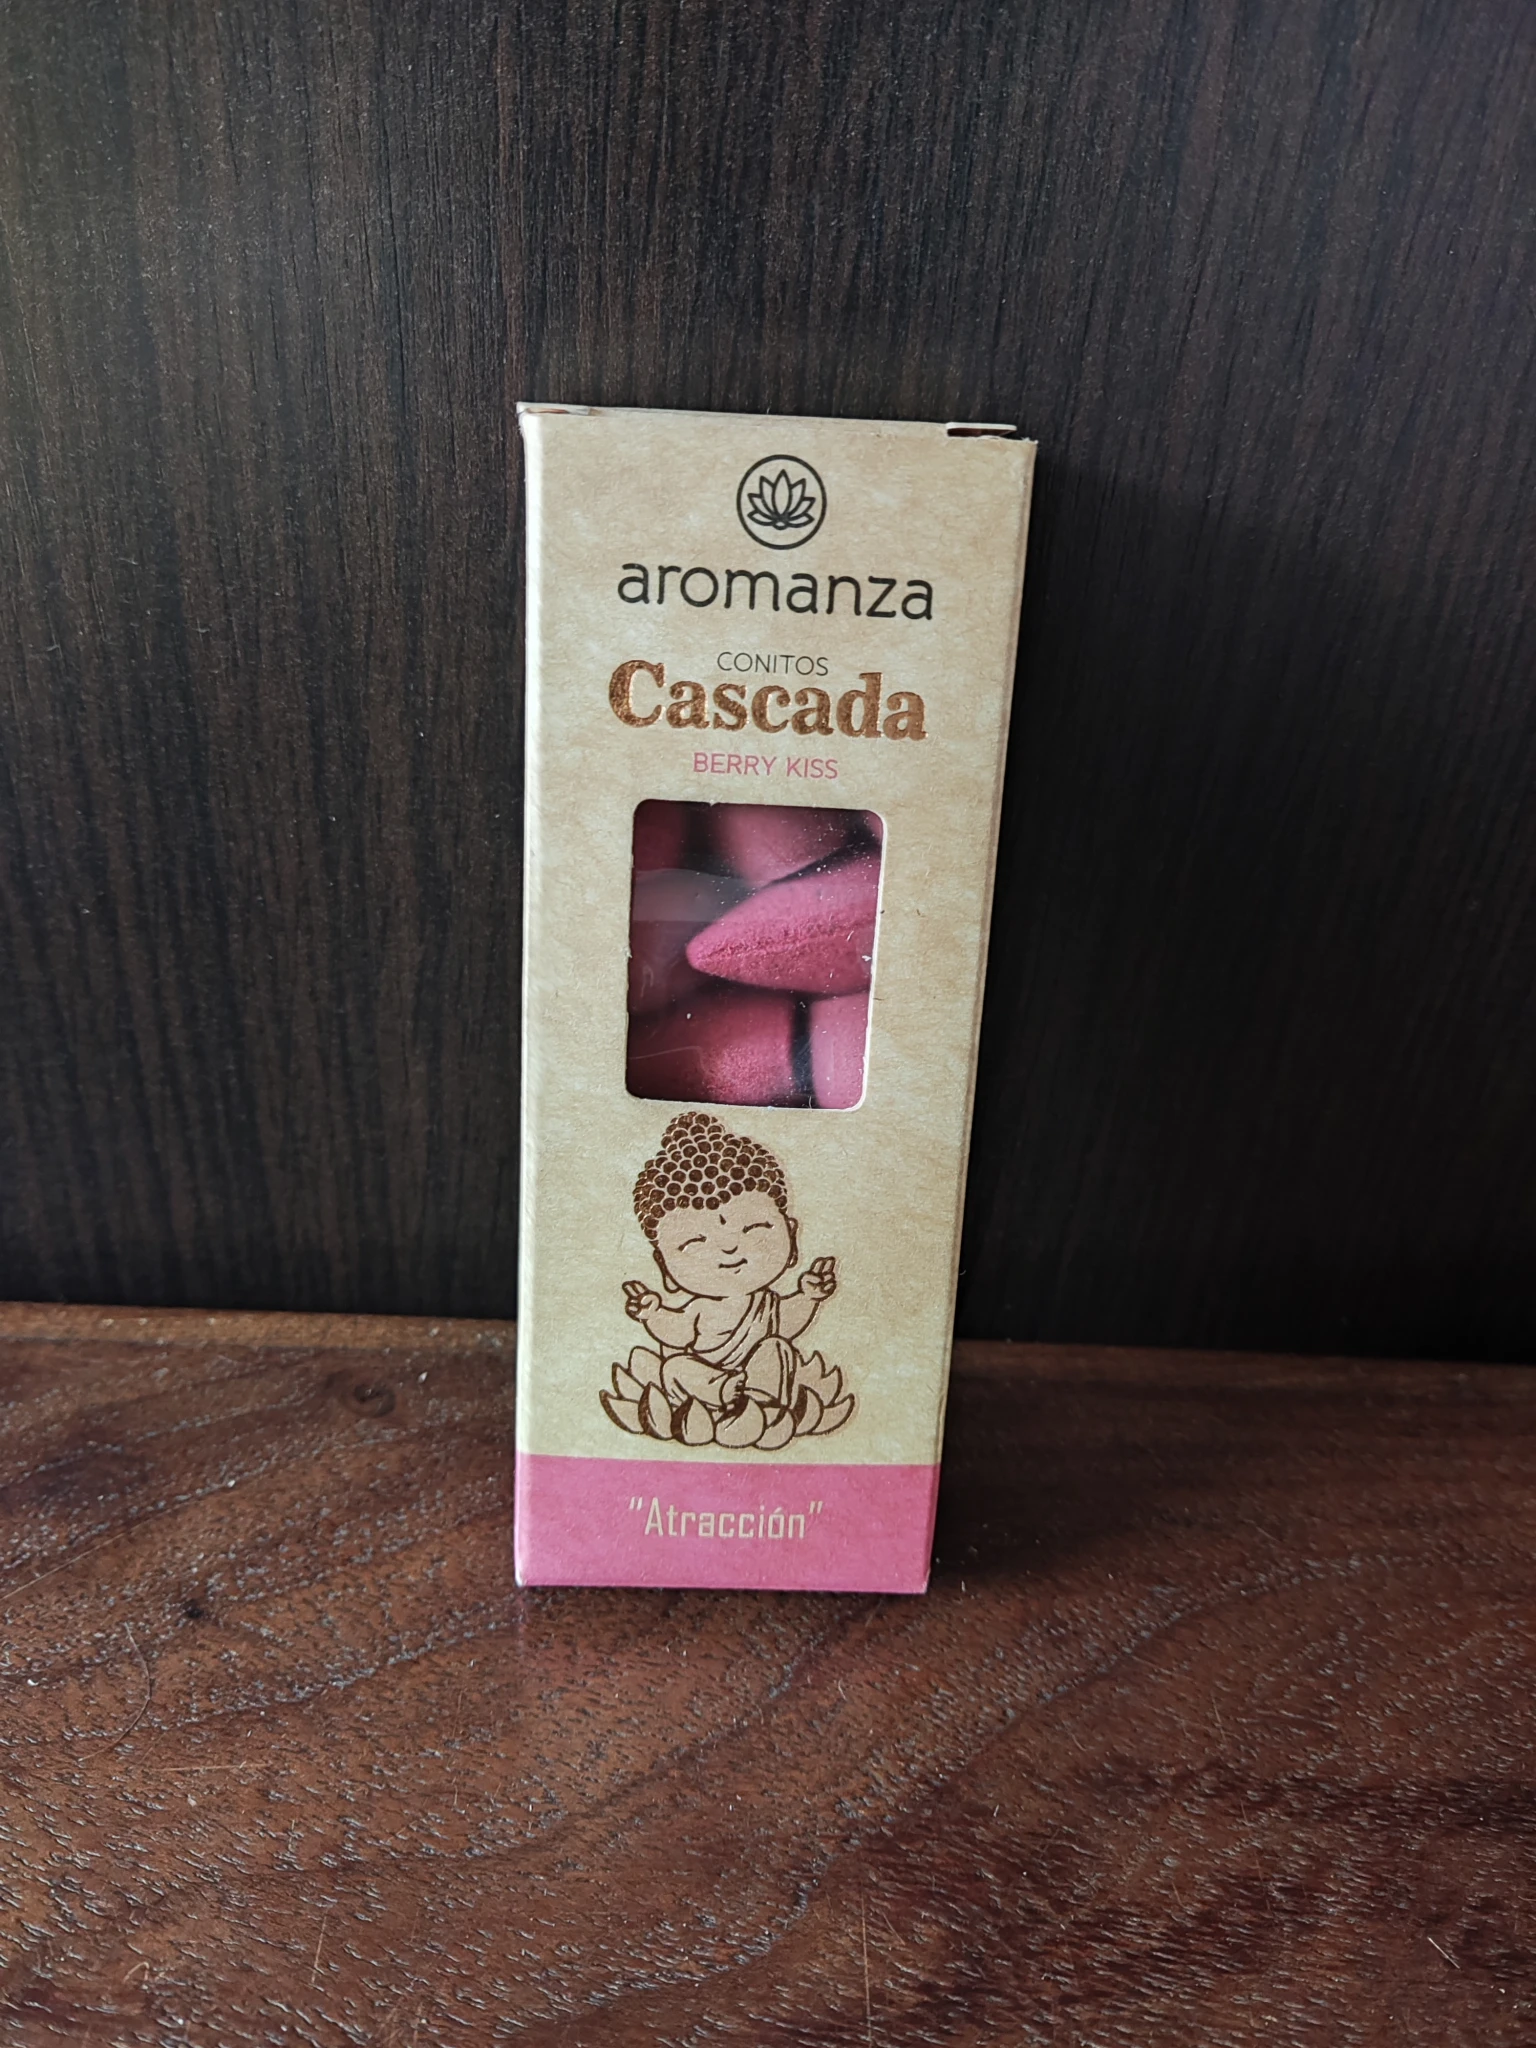 aromanza
CONITOS
Cascada
BERRY KISS
"Atracción"